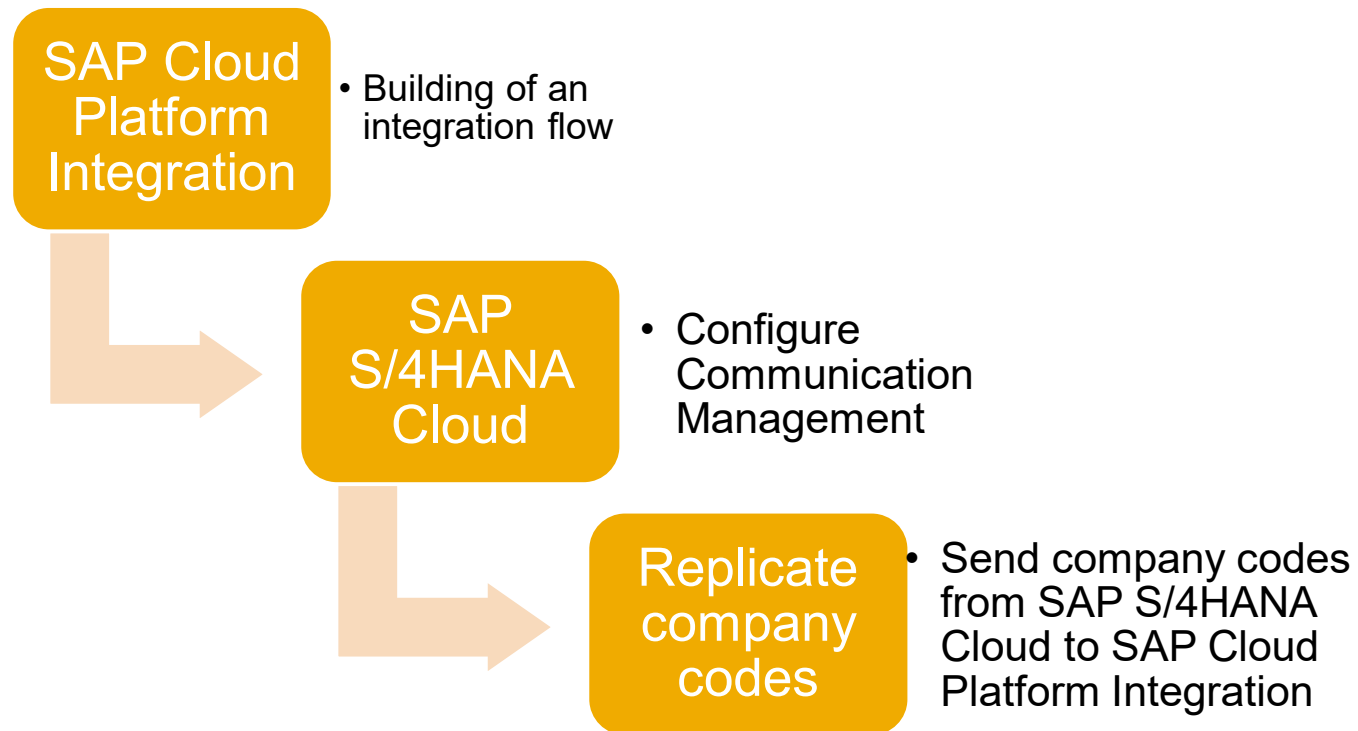 SAP Cloud
Platform
Integration
• Building of an
integration flow
SAP
S/4HANA
Cloud
• Configure
Communication
Management
Replicate
company
codes
• Send company codes
from SAP S/4HANA
Cloud to SAP Cloud
Platform Integration